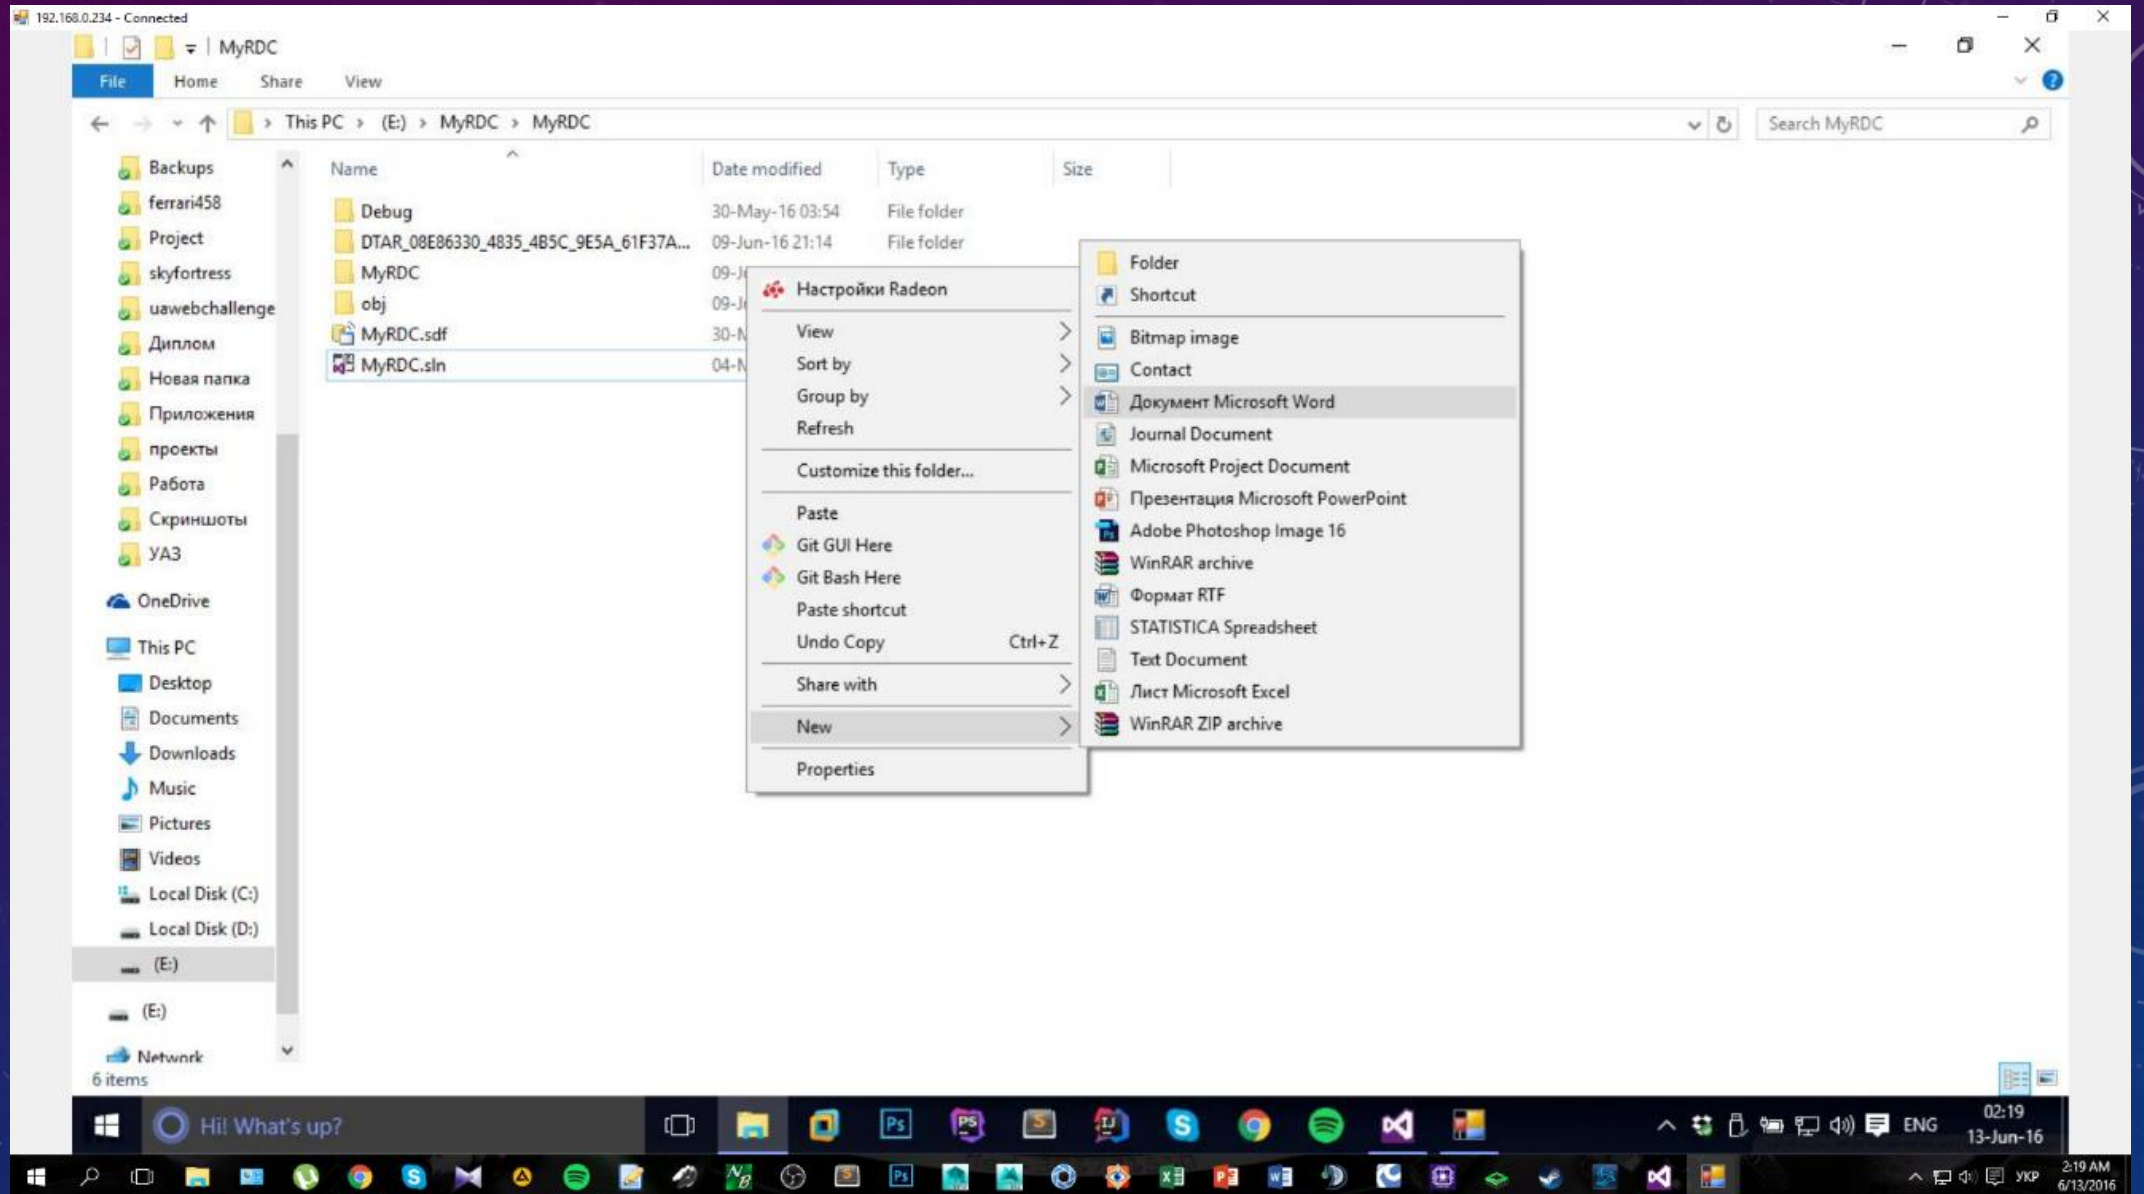 192.168.0.234 - Connected
MyRDC
File Home Share View
This PC > (E:) > MyRDC > MyRDC
Search MyRDC
Name Date modified Type Size
Backups
ferrari458
Project
skyfortress
uawebchallenge
Диплом
Новая папка
Приложения
проекты
Работа
Скриншоты
УАЗ
OneDrive
This PC
Desktop
Documents
Downloads
Music
Pictures
Videos
Local Disk (C:)
Local Disk (D:)
(E:)
(E:)
Network
6 items
Debug 30-May-16 03:54 File folder
DTAR_08E86330_4835_4B5C_9E5A_61F37A... 09-Jun-16 21:14 File folder
MyRDC
obj
MyRDC.sdf
MyRDC.sln
Настройки Radeon
View
Sort by
Group by
Refresh
Customize this folder...
Paste
Git GUI Here
Git Bash Here
Paste shortcut
Undo Copy Ctrl+Z
Share with
New
Properties
Folder
Shortcut
Bitmap image
Contact
Документ Microsoft Word
Journal Document
Microsoft Project Document
Презентация Microsoft PowerPoint
Adobe Photoshop Image 16
WinRAR archive
Формат RTF
STATISTICA Spreadsheet
Text Document
Лист Microsoft Excel
WinRAR ZIP archive
Hi! What's up?
ENG
02:19
13-Jun-16
УКР
2:19 AM
6/13/2016